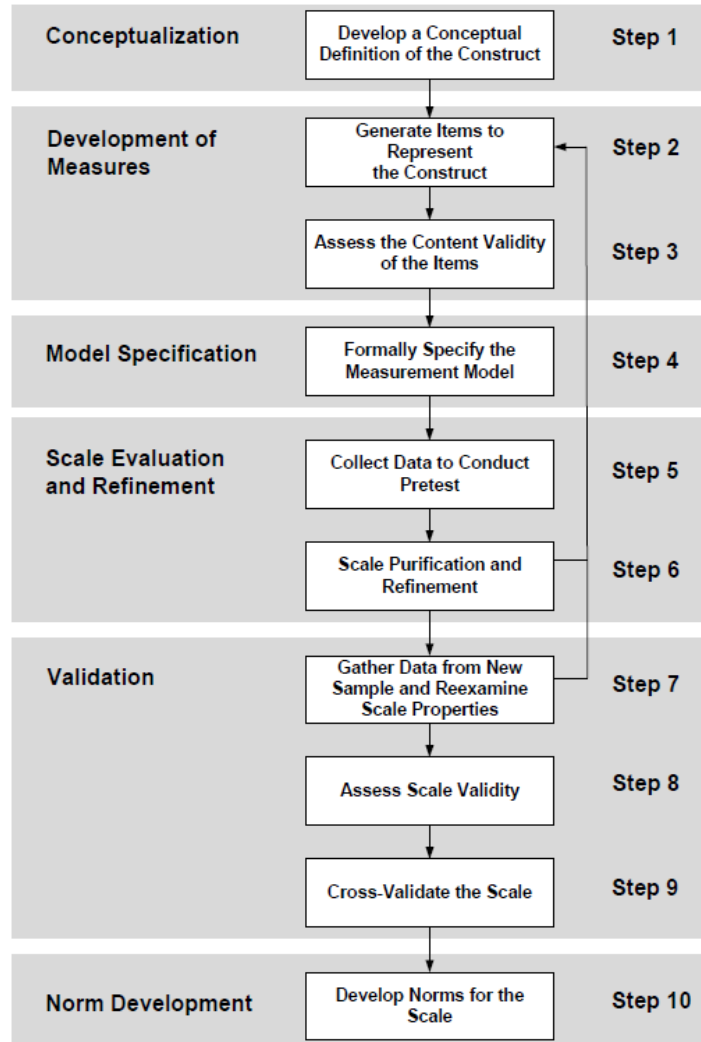 Conceptualization
Develop a Conceptual
Definition of the Construct
Step 1
Development of
Measures
Generate Items to
Represent
the Construct
Step 2
Assess the Content Validity
of the Items
Step 3
Model Specification
Formally Specify the
Measurement Model
Step 4
Scale Evaluation
and Refinement
Collect Data to Conduct
Pretest
Step 5
Scale Purification and
Refinement
Step 6
Validation
Gather Data from New
Sample and Reexamine
Scale Properties
Step 7
Assess Scale Validity
Step 8
Cross-Validate the Scale
Step 9
Norm Development
Develop Norms for the
Scale
Step 10